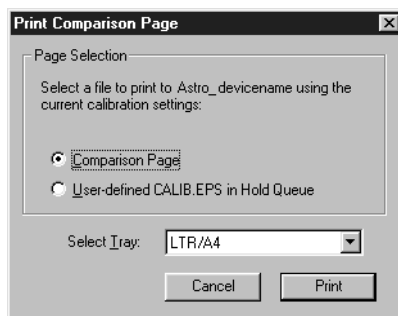 Print Comparison Page
Page Selection
Select a file to print to Astro_devicename using the
current calibration settings:
Comparison Page
User-defined CALIB.EPS in Hold Queue
Select Tray: LTR/A4
Cancel Print